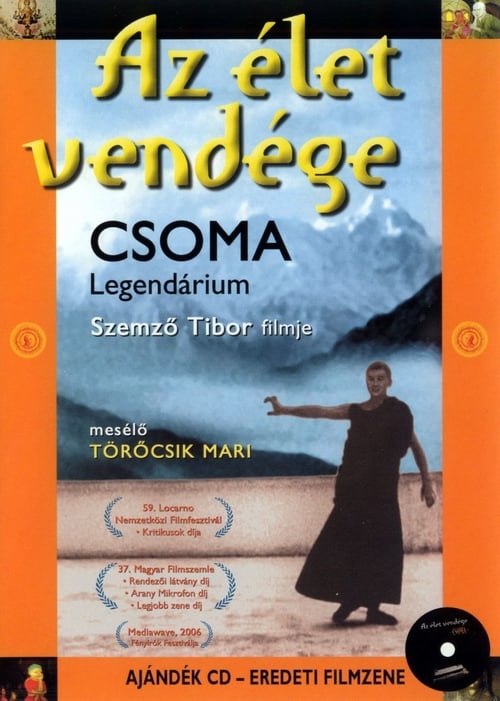 Az élet
vendége
CSOMA
Legendárium
Szemző Tibor filmje
mesélő
TÖRŐCSIK MARI
59. Locarno
Nemzetközi Filmfesztivál
• Kritikusok díja
37. Magyar Filmszemle
• Rendezői látvány díj
• Arany Mikrofon díj
• Legjobb zene díj
Mediawave, 2006
Fényírók Fesztiválja
Az élet vendége
AJÁNDÉK CD – EREDETI FILMZENE